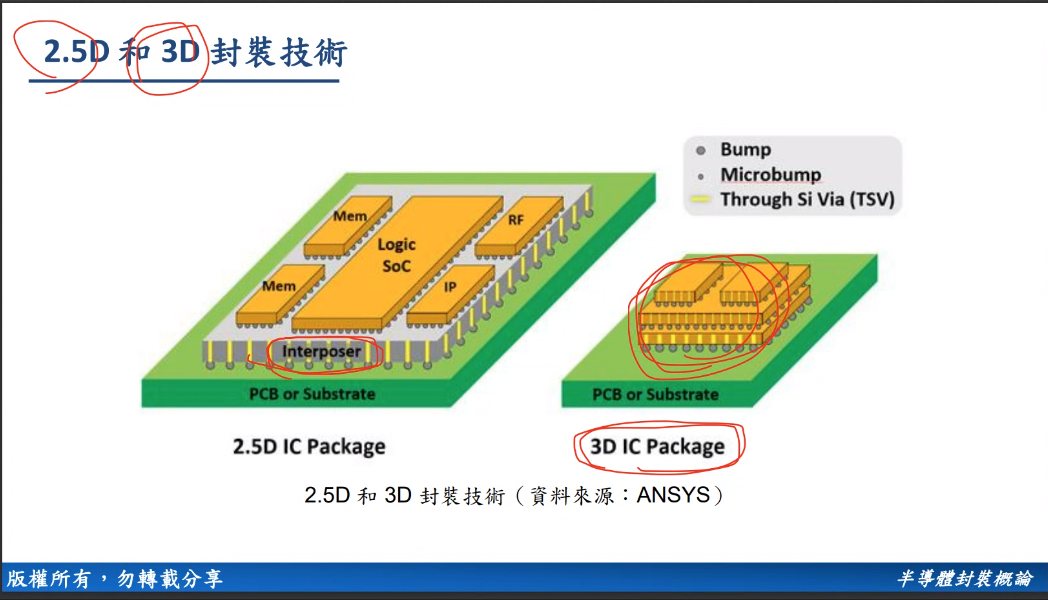 2.5D 和 3D 封裝技術
Bump
Microbump
Through Si Via (TSV)
Mem
Logic
SoC
RF
Mem
IP
Interposer
PCB or Substrate
PCB or Substrate
2.5D IC Package
3D IC Package
2.5D 和 3D 封裝技術（資料來源：ANSYS）
版權所有，勿轉載分享
半導體封裝概論